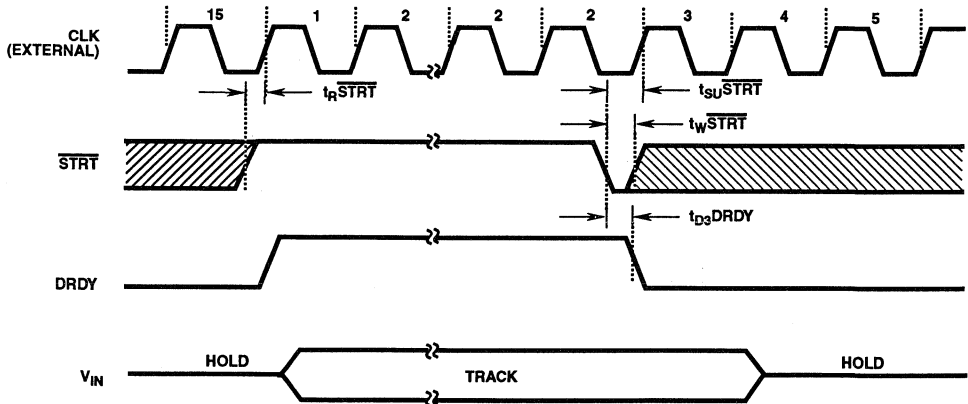 15 1 2 2 2 3 4 5
CLK
(EXTERNAL)
tRSTRT
tSUSTRT
tWSTRT
STRT
tD3DRDY
DRDY
HOLD
TRACK
HOLD
VIN